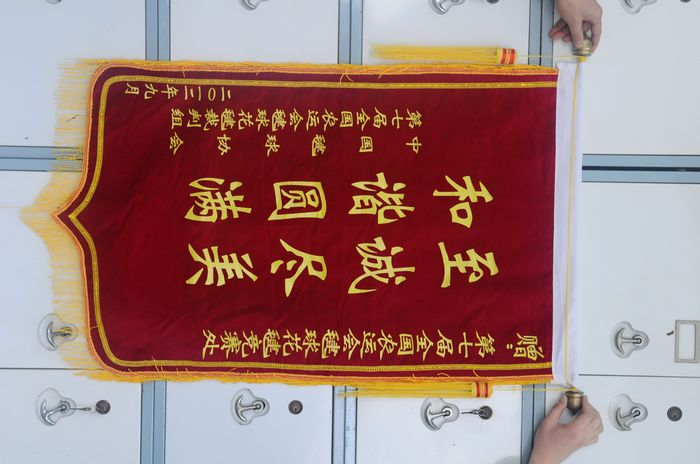 赠：第七届全国农运会毽球花毽竞赛处
至诚尽美
和谐圆满
中国毽球协会
第七届全国农运会毽球花毽裁判组
二〇一二年九月